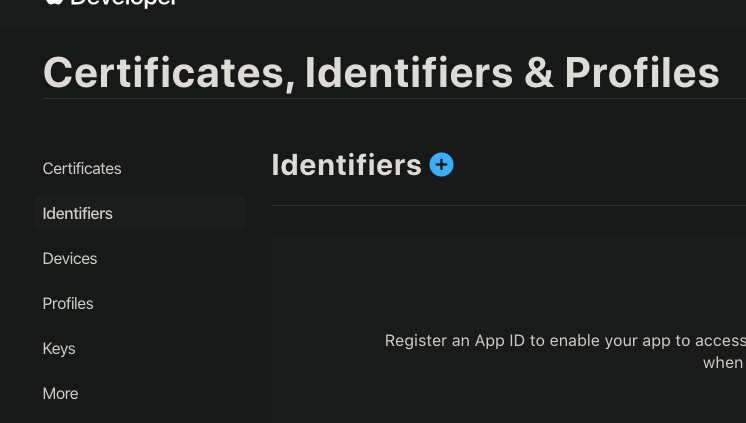 Developer
Certificates, Identifiers & Profiles
Certificates
Identifiers
Devices
Profiles
Keys
More
Identifiers
Register an App ID to enable your app to access
when